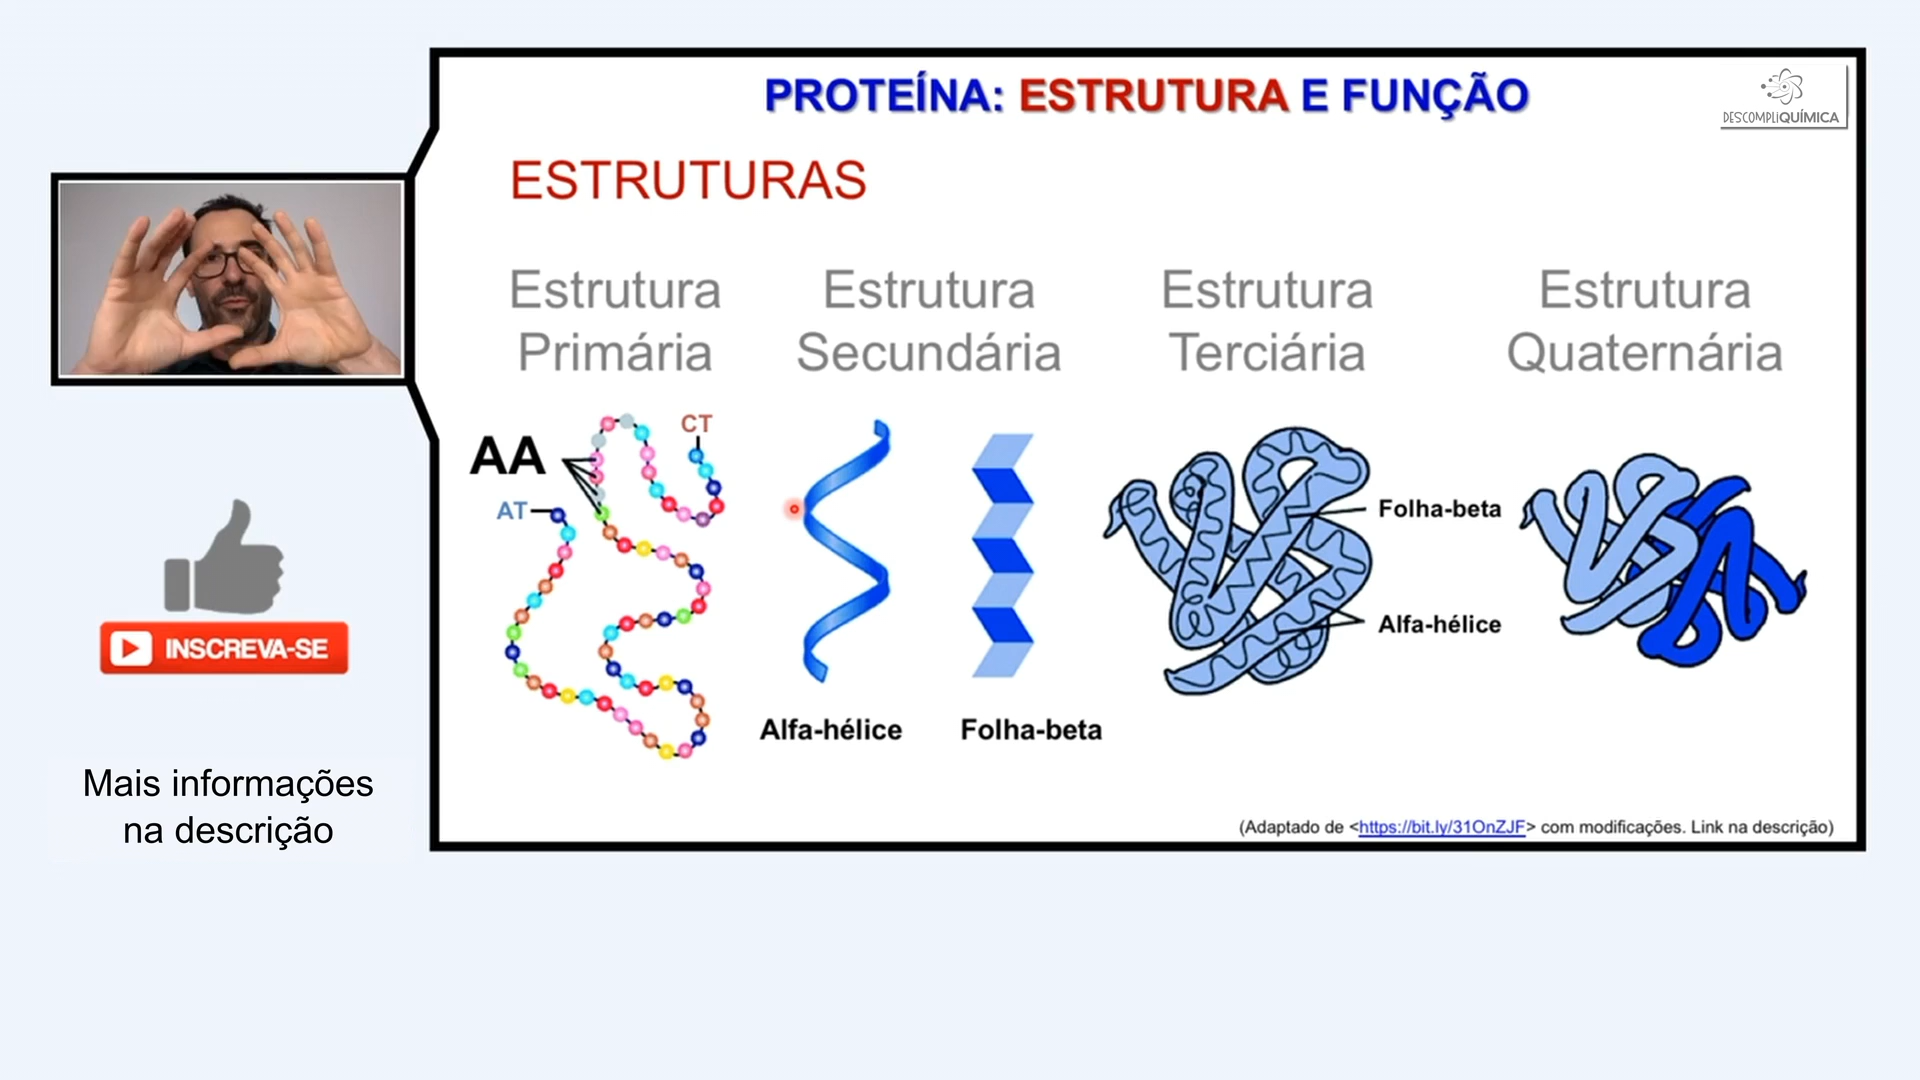 PROTEÍNA: ESTRUTURA E FUNÇÃO
DESCOMPLIQUÍMICA
ESTRUTURAS
Estrutura
Primária
Estrutura
Secundária
Estrutura
Terciária
Estrutura
Quaternária
AA
CT
AT
Alfa-hélice
Folha-beta
Folha-beta
Alfa-hélice
(Adaptado de <https://bit.ly/31OnZJF> com modificações. Link na descrição)
INSCREVA-SE
Mais informações
na descrição